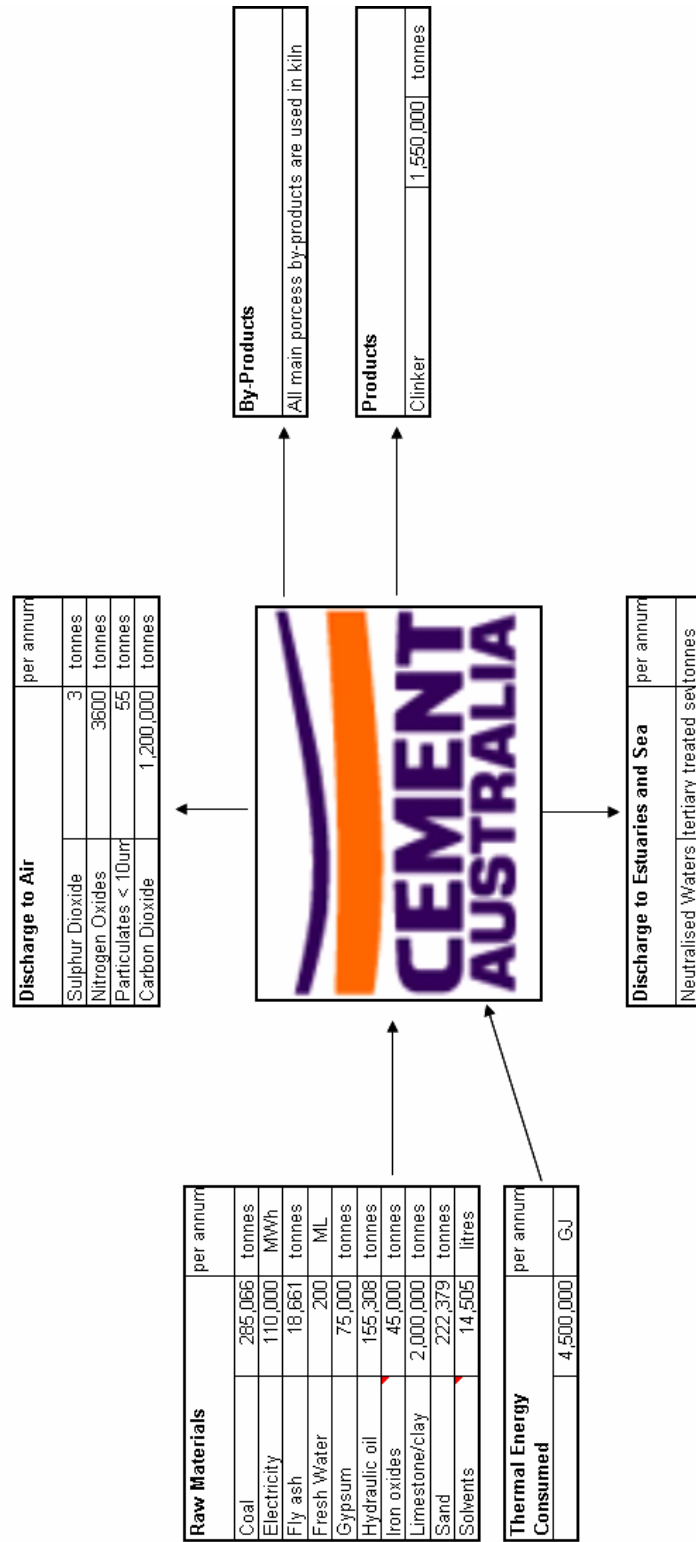 Discharge to Air per annum
Sulphur Dioxide 3 tonnes
Nitrogen Oxides 3600 tonnes
Particulates < 10um 55 tonnes
Carbon Dioxide 1,200,000 tonnes
Raw Materials per annum
Coal 285,066 tonnes
Electricity 110,000 MWh
Fly ash 18,661 tonnes
Fresh Water 200 ML
Gypsum 75,000 tonnes
Hydraulic oil 155,308 tonnes
Iron oxides 45,000 tonnes
Limestone/clay 2,000,000 tonnes
Sand 222,379 tonnes
Solvents 14,505 litres
Thermal Energy per annum
Consumed
4,500,000 GJ
CEMENT
AUSTRALIA
By-Products
All main porcess by-products are used in kiln
Products
Clinker 1,550,000 tonnes
Discharge to Estuaries and Sea per annum
Neutralised Waters tertiary treated sev tonnes